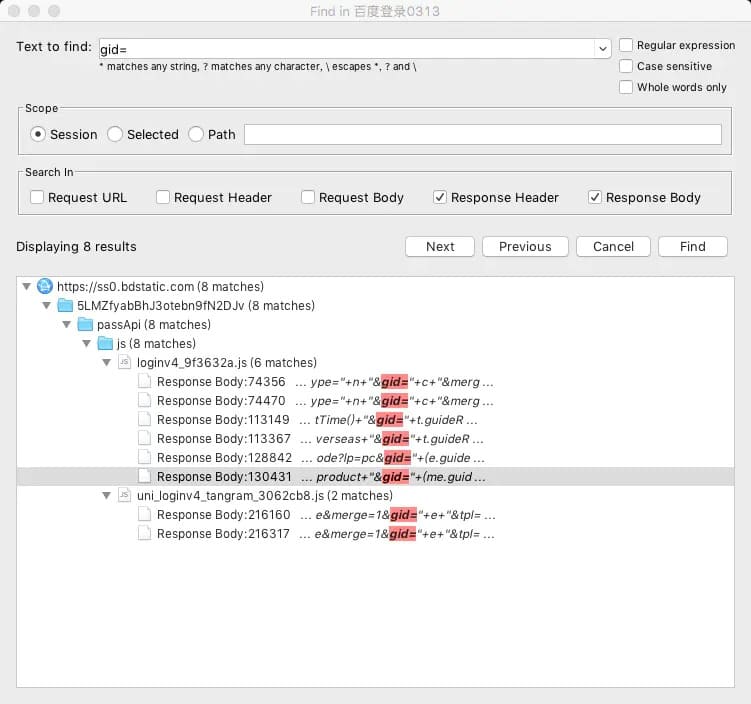 Find in 百度登录0313
Text to find: gid=
Regular expression
* matches any string, ? matches any character, \ escapes *, ? and \
Case sensitive
Whole words only
Scope
Session Selected Path
Search In
Request URL Request Header Request Body Response Header Response Body
Displaying 8 results Next Previous Cancel Find
https://ss0.bdstatic.com (8 matches)
5LMZfyabBhJ3otebn9fN2DJv (8 matches)
passApi (8 matches)
js (8 matches)
JS loginv4_9f3632a.js (6 matches)
Response Body:74356 ... ype="+n+"&gid="+c+"&merg ...
Response Body:74470 ... ype="+n+"&gid="+c+"&merg ...
Response Body:113149 ... tTime()+"&gid="+t.guideR ...
Response Body:113367 ... verseas+"&gid="+t.guideR ...
Response Body:128842 ... ode?lp=pc&gid="+(e.guide ...
Response Body:130431 ... product+"&gid="+(me.guid ...
JS uni_loginv4_tangram_3062cb8.js (2 matches)
Response Body:216160 ... e&merge=1&gid="+e+"&tpl= ...
Response Body:216317 ... e&merge=1&gid="+e+"&tpl= ...